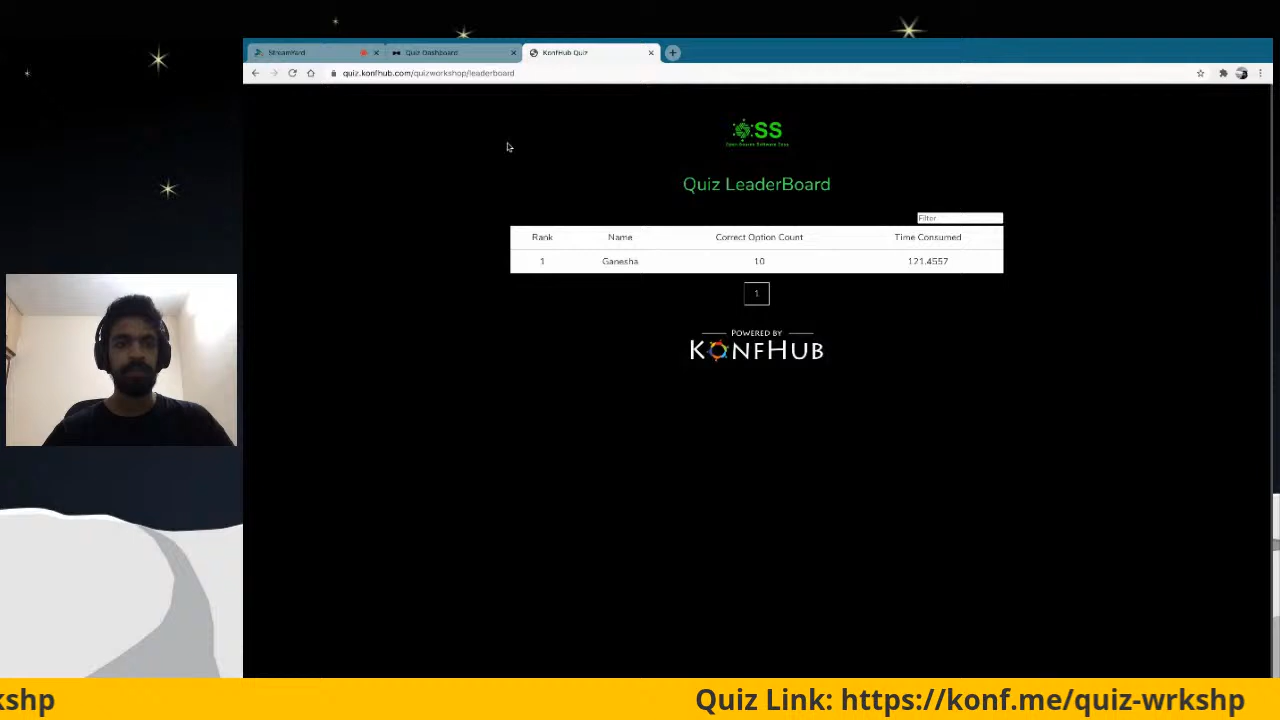 StreamYard
Quiz Dashboard
KonfHub Quiz
quiz.konfhub.com/quizworkshop/leaderboard
SS
Quiz LeaderBoard
Filter
Rank Name Correct Option Count Time Consumed
1 Ganesha 10 121.4557
1
POWERED BY
KONFHUB
kshp Quiz Link: https://konf.me/quiz-wrkshp